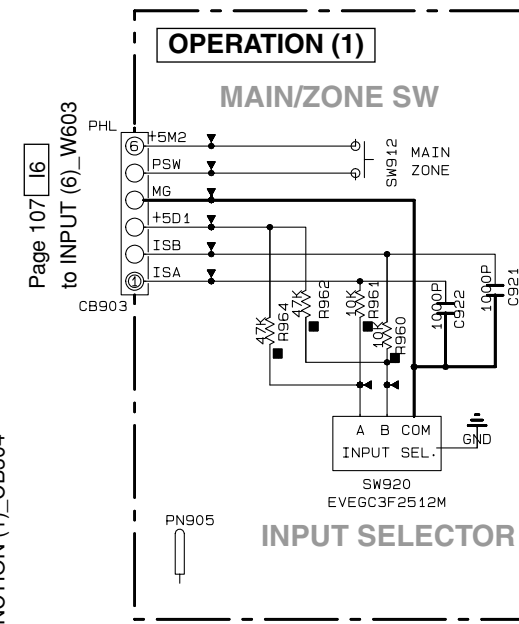 OPERATION (1)
MAIN/ZONE SW
PHL
Page 107 I6
to INPUT (6)_W603
6
+5M2
PSW
MG
+5D1
ISB
1
ISA
CB903
SW912
MAIN
ZONE
47K
R964
47K
R962
10K
R961
10K
R960
1000P
C922
1000P
C921
A B COM
INPUT SEL.
GND
SW920
EVEGC3F2512M
PN905
INPUT SELECTOR